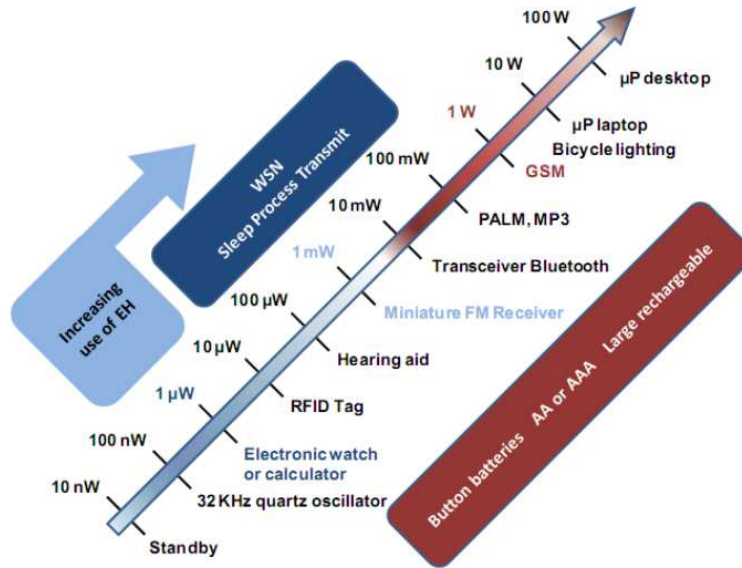 100 W
µP desktop
10 W
µP laptop
Bicycle lighting
1 W
GSM
100 mW
PALM, MP3
10 mW
Transceiver Bluetooth
1 mW
Miniature FM Receiver
100 µW
Hearing aid
10 µW
RFID Tag
1 µW
Electronic watch
or calculator
100 nW
32 KHz quartz oscillator
10 nW
Standby
WSN
Sleep Process Transmit
Increasing
use of EH
Button batteries AA or AAA Large rechargeable